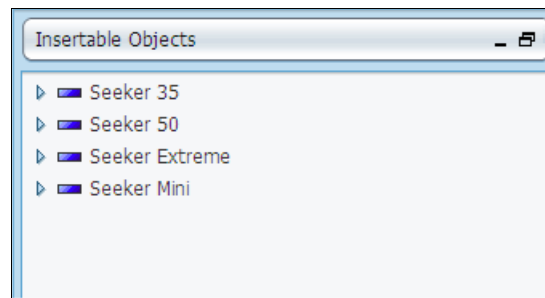 Insertable Objects
Seeker 35
Seeker 50
Seeker Extreme
Seeker Mini